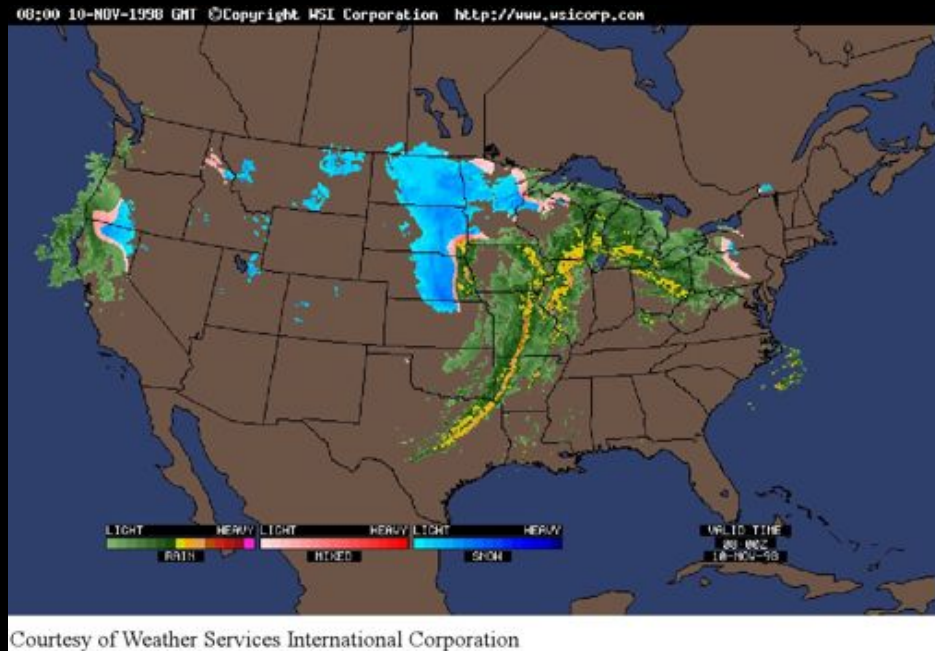 08:00 10-NOV-1998 GMT ©Copyright WSI Corporation http://www.wsicorp.com
LIGHT HEAVY LIGHT HEAVY LIGHT HEAVY
RAIN MIXED SNOW
VALID TIME
08:00Z
10-NOV-98
Courtesy of Weather Services International Corporation